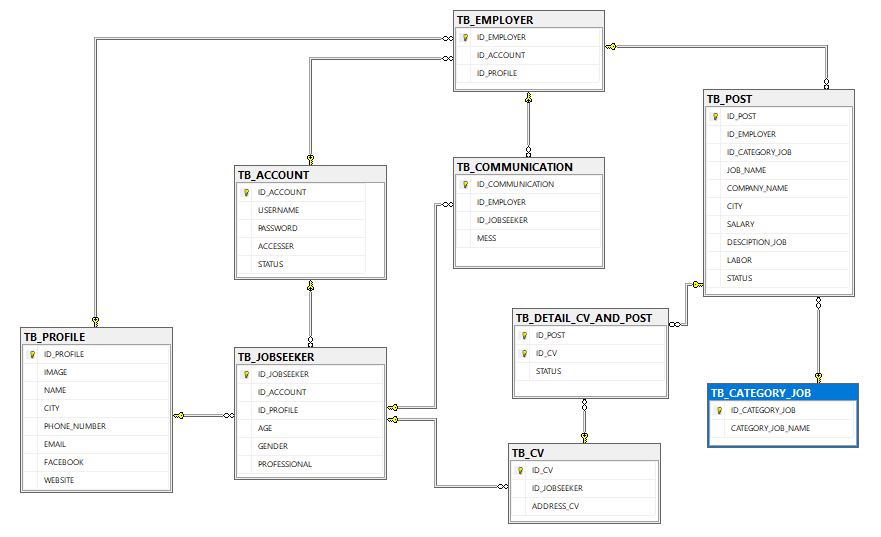 TB_EMPLOYER
ID_EMPLOYER
ID_ACCOUNT
ID_PROFILE
TB_POST
ID_POST
ID_EMPLOYER
ID_CATEGORY_JOB
JOB_NAME
COMPANY_NAME
CITY
SALARY
DESCIPTION_JOB
LABOR
STATUS
TB_ACCOUNT
ID_ACCOUNT
USERNAME
PASSWORD
ACCESSER
STATUS
TB_COMMUNICATION
ID_COMMUNICATION
ID_EMPLOYER
ID_JOBSEEKER
MESS
TB_DETAIL_CV_AND_POST
ID_POST
ID_CV
STATUS
TB_PROFILE
ID_PROFILE
IMAGE
NAME
CITY
PHONE_NUMBER
EMAIL
FACEBOOK
WEBSITE
TB_JOBSEEKER
ID_JOBSEEKER
ID_ACCOUNT
ID_PROFILE
AGE
GENDER
PROFESSIONAL
TB_CATEGORY_JOB
ID_CATEGORY_JOB
CATEGORY_JOB_NAME
TB_CV
ID_CV
ID_JOBSEEKER
ADDRESS_CV